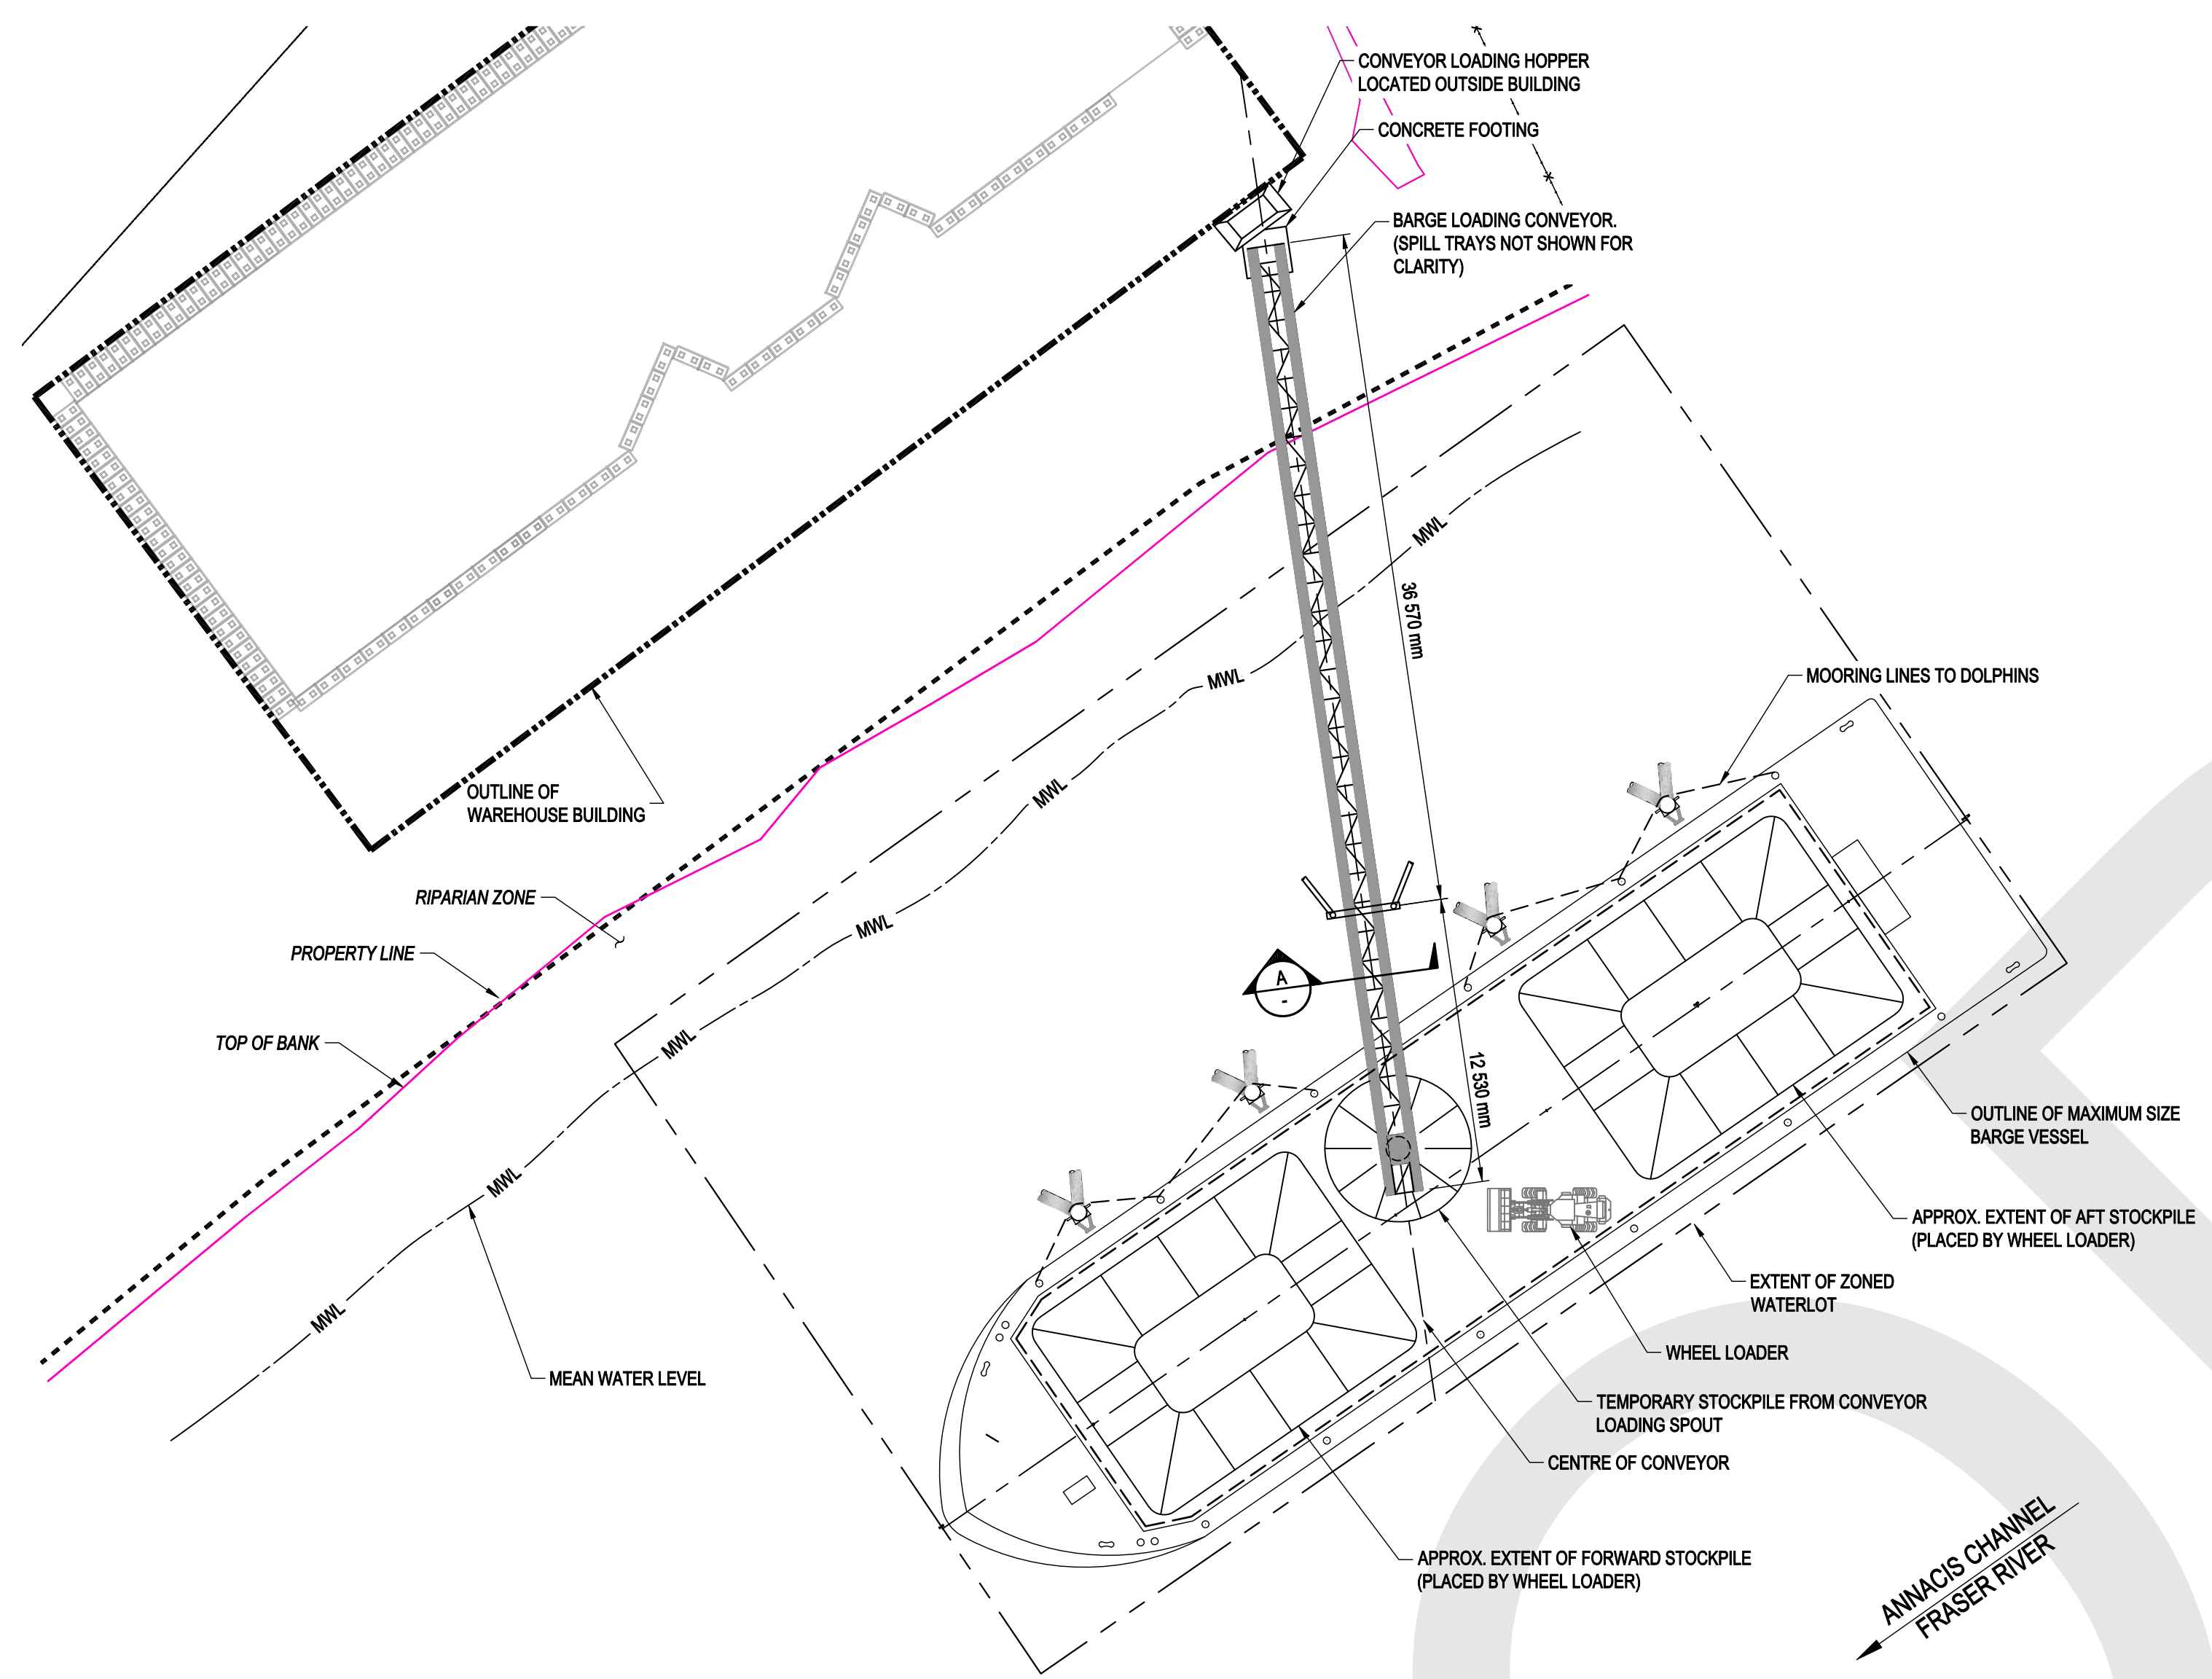 CONVEYOR LOADING HOPPER
LOCATED OUTSIDE BUILDING
CONCRETE FOOTING
BARGE LOADING CONVEYOR.
(SPILL TRAYS NOT SHOWN FOR
CLARITY)
MWL
36 570 mm
MWL
MOORING LINES TO DOLPHINS
OUTLINE OF
WAREHOUSE BUILDING
MWL
RIPARIAN ZONE
MWL
PROPERTY LINE
A
-
TOP OF BANK
MWL
12 530 mm
OUTLINE OF MAXIMUM SIZE
BARGE VESSEL
MWL
APPROX. EXTENT OF AFT STOCKPILE
(PLACED BY WHEEL LOADER)
EXTENT OF ZONED
WATERLOT
MWL
WHEEL LOADER
MEAN WATER LEVEL
TEMPORARY STOCKPILE FROM CONVEYOR
LOADING SPOUT
CENTRE OF CONVEYOR
APPROX. EXTENT OF FORWARD STOCKPILE
(PLACED BY WHEEL LOADER)
ANNACIS CHANNEL
FRASER RIVER